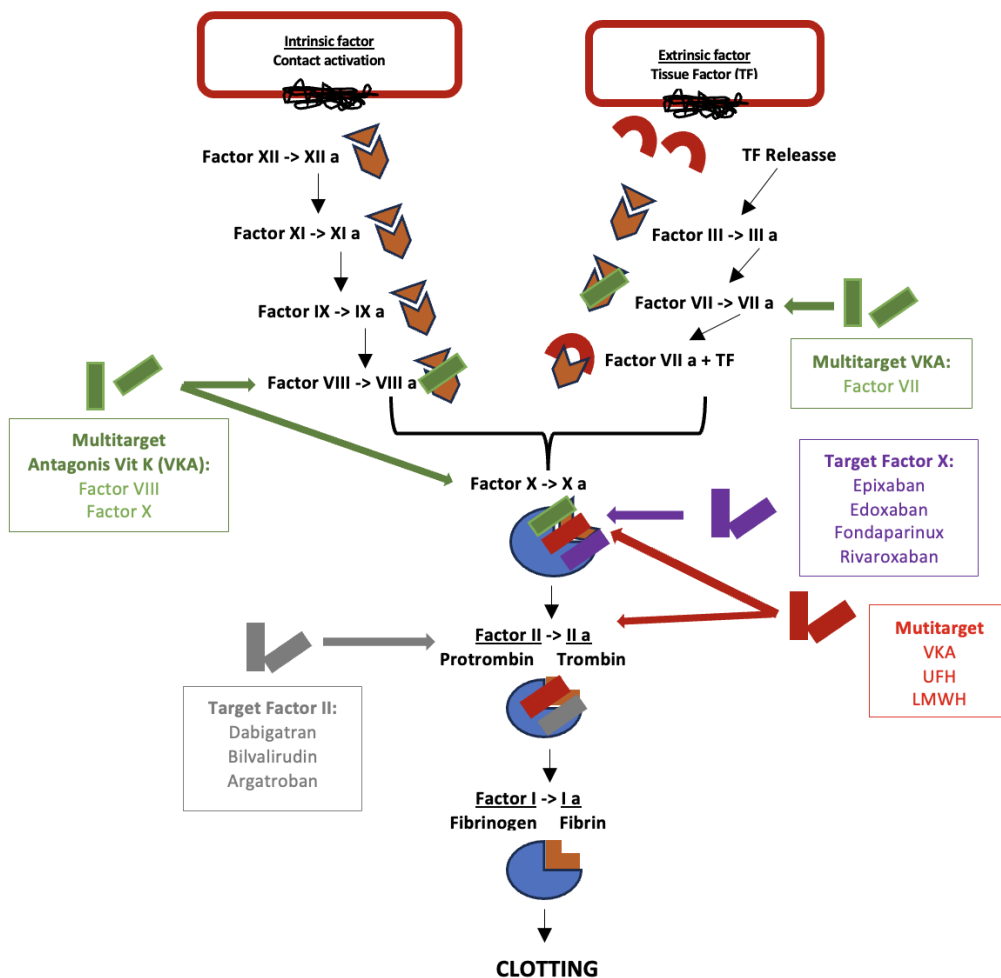 Intrinsic factor
Contact activation
Extrinsic factor
Tissue Factor (TF)
Factor XII -> XII a
TF Releasse
Factor XI -> XI a
Factor III -> III a
Factor IX -> IX a
Factor VII -> VII a
Factor VIII -> VIII a
Factor VII a + TF
Multitarget VKA:
Factor VII
Multitarget
Antagonis Vit K (VKA):
Factor VIII
Factor X
Factor X -> X a
Target Factor X:
Epixaban
Edoxaban
Fondaparinux
Rivaroxaban
Factor II -> II a
Protrombin Trombin
Mutitarget
VKA
UFH
LMWH
Target Factor II:
Dabigatran
Bilvalirudin
Argatroban
Factor I -> I a
Fibrinogen Fibrin
CLOTTING